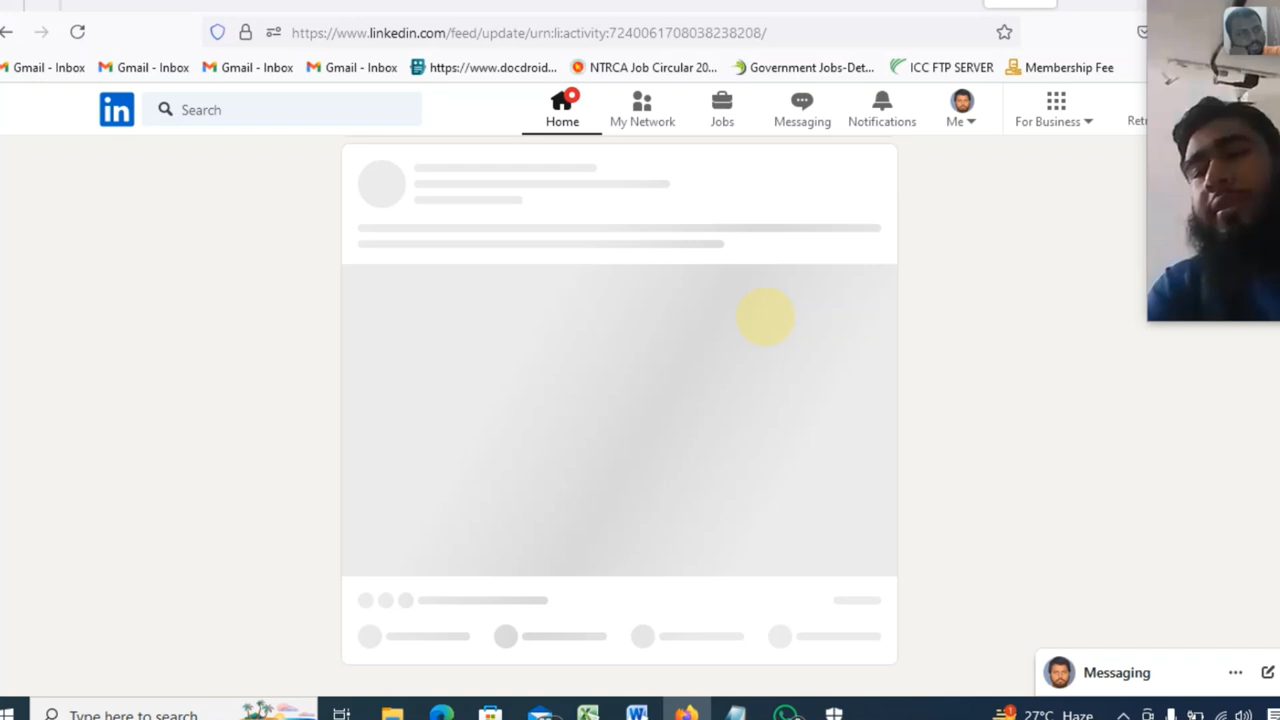 https://www.linkedin.com/feed/update/urn:li:activity:7240061708038238208/
Gmail - Inbox
Gmail - Inbox
Gmail - Inbox
Gmail - Inbox
https://www.docdroid...
NTRCA Job Circular 20...
Government Jobs-Det...
ICC FTP SERVER
Membership Fee
in
Search
Home
My Network
Jobs
Messaging
Notifications
Me
For Business
Messaging
Type here to search
27°C Haze